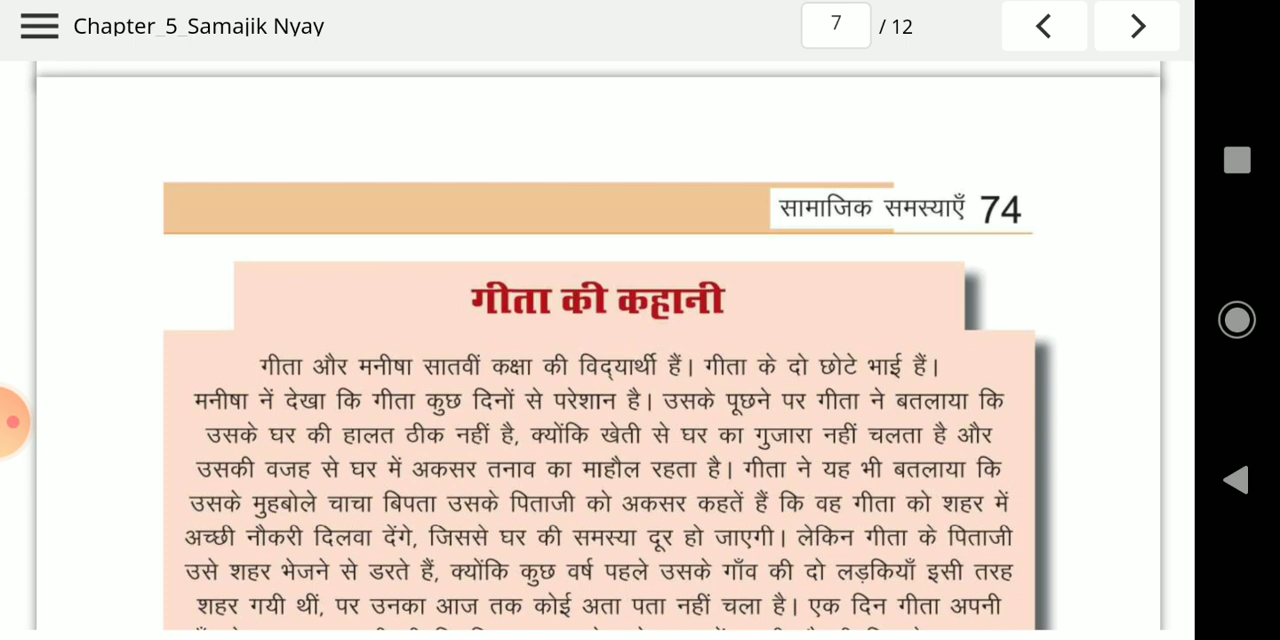 Chapter_5_Samajik Nyay
7 / 12
सामाजिक समस्याएँ 74
गीता की कहानी
गीता और मनीषा सातवीं कक्षा की विद्यार्थी हैं। गीता के दो छोटे भाई हैं।
मनीषा नें देखा कि गीता कुछ दिनों से परेशान है। उसके पूछने पर गीता ने बतलाया कि
उसके घर की हालत ठीक नहीं है, क्योंकि खेती से घर का गुजारा नहीं चलता है और
उसकी वजह से घर में अकसर तनाव का माहौल रहता है। गीता ने यह भी बतलाया कि
उसके मुहबोले चाचा बिपता उसके पिताजी को अकसर कहतें हैं कि वह गीता को शहर में
अच्छी नौकरी दिलवा देंगे, जिससे घर की समस्या दूर हो जाएगी। लेकिन गीता के पिताजी
उसे शहर भेजने से डरते हैं, क्योंकि कुछ वर्ष पहले उसके गाँव की दो लड़कियाँ इसी तरह
शहर गयी थीं, पर उनका आज तक कोई अता पता नहीं चला है। एक दिन गीता अपनी